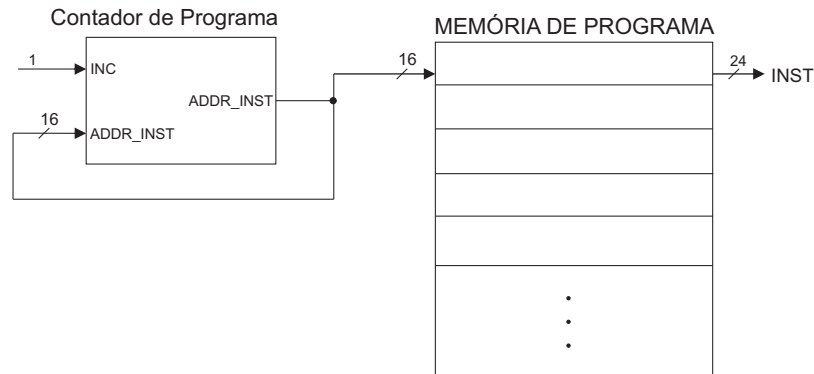 Contador de Programa
1
INC
ADDR_INST
16
ADDR_INST
16
MEMÓRIA DE PROGRAMA
24
INST